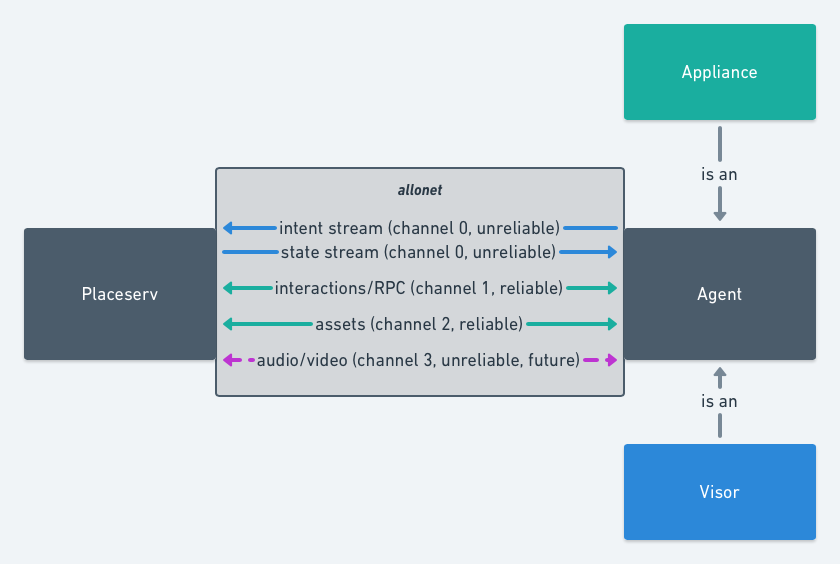 Appliance
is an
allonet
intent stream (channel 0, unreliable)
state stream (channel 0, unreliable)
Placeserv
interactions/RPC (channel 1, reliable)
Agent
assets (channel 2, reliable)
audio/video (channel 3, unreliable, future)
is an
Visor